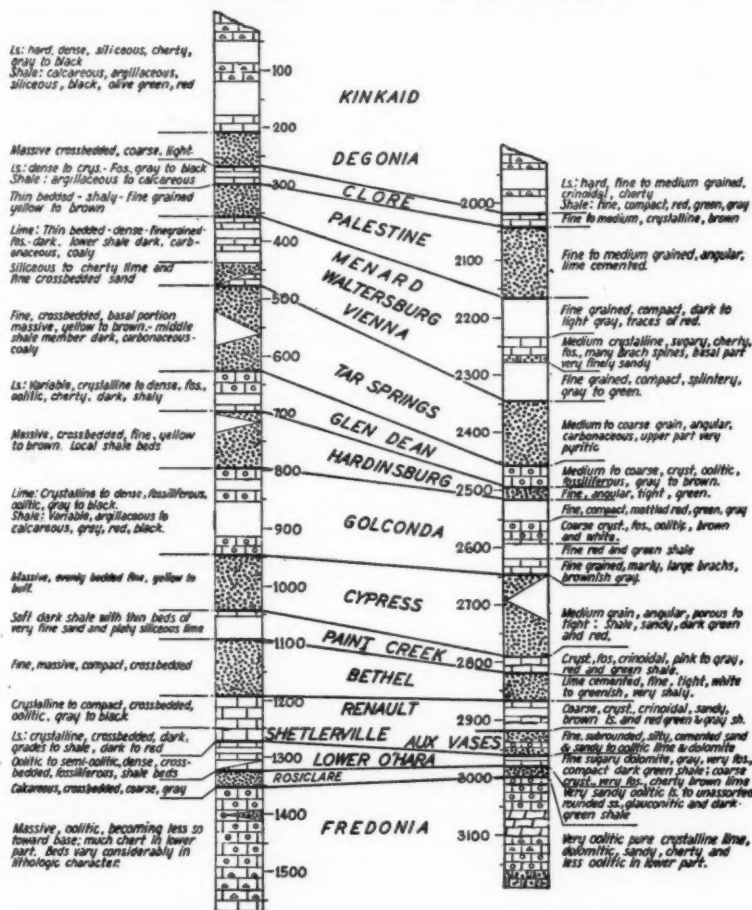 Ls: hard, dense, siliceous, cherty,
gray to black
Shale: calcareous, argillaceous,
siliceous, black, olive green, red
Massive crossbedded, coarse, light.
Ls.: dense to crys.- Fos. gray to black
Shale : argillaceous to calcareous
Thin bedded - shaly - fine grained
yellow to brown
Lime: Thin bedded - dense - finegrained
fos.- dark, lower shale dark, carb-
onaceous, coaly
Siliceous to cherty lime and
fine crossbedded sand
Fine, crossbedded, basal portion
massive, yellow to brown.- middle
shale member dark, carbonaceous-
coaly
Ls: Variable, crystalline to dense, fos.,
oolitic, cherty, dark, shaly
Massive, crossbedded, fine, yellow
to brown. Local shale beds
Lime: Crystalline to dense, fossiliferous,
oolitic, gray to black.
Shale: Variable, argillaceous to
calcareous, grey, red, black.
Massive, evenly bedded fine, yellow to
buff.
Soft dark shale with thin beds of
very fine sand and platy siliceous lime
Fine, massive, compact, crossbedded
Crystalline to compact, crossbedded,
oolitic, gray to black
Ls.: crystalline, crossbedded, dark,
grades to shale, dark to red
Oolitic to semi-oolitic, dense, cross-
bedded, fossiliferous, shale beds
Calcareous, crossbedded, coarse, gray
Massive, oolitic, becoming less so
toward base; much chert in lower
part. Beds vary considerably in
lithologic character.
100
200
300
400
500
600
700
800
900
1000
1100
1200
1300
1400
1500
KINKAID
DEGONIA
CLORE
PALESTINE
MENARD
WALTERSBURG
VIENNA
TAR SPRINGS
GLEN DEAN
HARDINSBURG
GOLCONDA
CYPRESS
PAINT CREEK
BETHEL
RENAULT
SHETLERVILLE
AUX VASES
LOWER O'HARA
ROSICLARE
FREDONIA
2000
2100
2200
2300
2400
2500
2600
2700
2800
2900
3000
3100
Ls: hard, fine to medium grained,
crinoidal, cherty
Shale: fine, compact, red, green, gray
Fine to medium, crystalline, brown
Fine to medium grained, angular,
lime cemented.
Fine grained, compact, dark to
light gray, traces of red.
Medium crystalline, sugary, cherty,
fos., many brach spines, basal part
very finely sandy
Fine grained, compact, splintery,
gray to green.
Medium to coarse grain, angular,
carbonaceous, upper part very
pyritic
Medium to coarse, cryst, oolitic,
fossiliferous, gray to brown.
Fine, angular, tight, green.
Fine, compact, mottled red, green, gray
Coarse cryst., fos., oolitic, brown
and white.
Fine red and green shale
Fine grained, marly, large brachs,
brownish gray.
Medium grain, angular, porous to
tight : Shale, sandy, dark green
and red.
Cryst., fos, crinoidal, pink to gray,
red and green shale.
Lime cemented, fine, tight, white
to greenish, very shaly.
Coarse, cryst, crinoidal, sandy,
brown ls. and red green & gray sh.
Fine, subrounded, silty, cemented sand
& sandy to oolitic lime & dolomite
Fine sugary dolomite, gray, very fos.,
compact dark green shale; coarse
cryst., very fos., cherty brown lime
Very sandy oolitic ls. to unassorted
rounded ss., glauconitic and dark-
green shale
Very oolitic pure crystalline lime,
dolomitic, sandy, cherty, and
less oolitic in lower part.